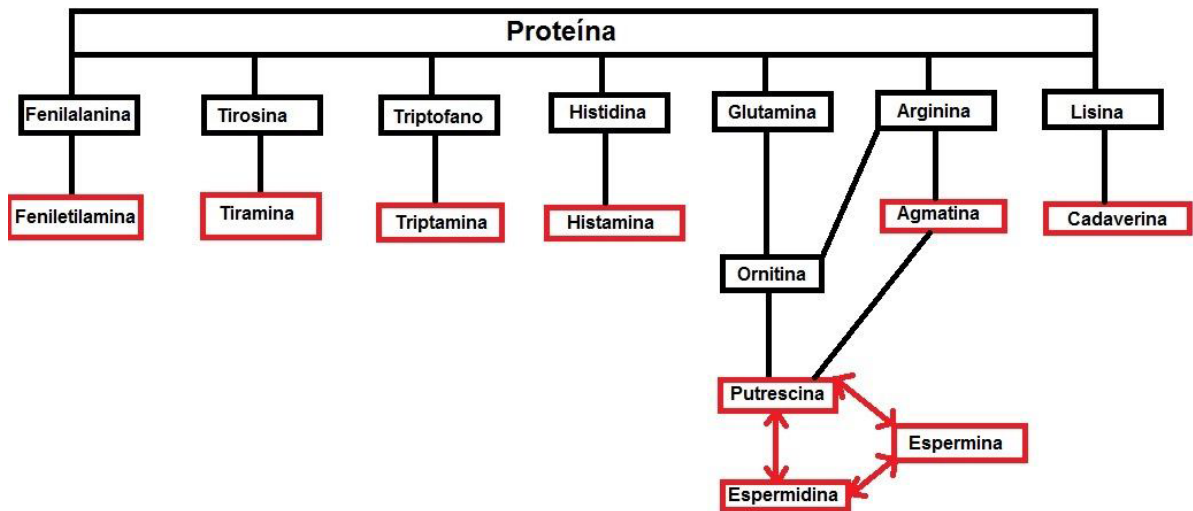 Proteína
Fenilalanina
Tirosina
Triptofano
Histidina
Glutamina
Arginina
Lisina
Feniletilamina
Tiramina
Triptamina
Histamina
Agmatina
Cadaverina
Ornitina
Putrescina
Espermina
Espermidina